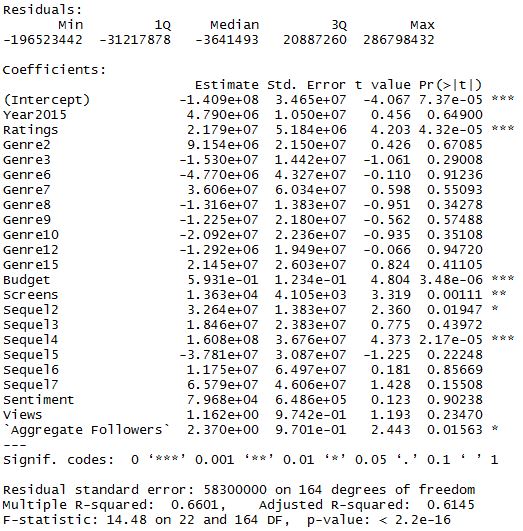 Residuals:
Min 1Q Median 3Q Max
-196523442 -31217878 -3641493 20887260 286798432
Coefficients:
Estimate Std. Error t value Pr(>|t|)
(Intercept) -1.409e+08 3.465e+07 -4.067 7.37e-05 ***
Year2015 4.790e+06 1.050e+07 0.456 0.64900
Ratings 2.179e+07 5.184e+06 4.203 4.32e-05 ***
Genre2 9.154e+06 2.150e+07 0.426 0.67085
Genre3 -1.530e+07 1.442e+07 -1.061 0.29008
Genre6 -4.770e+06 4.327e+07 -0.110 0.91236
Genre7 3.606e+07 6.034e+07 0.598 0.55093
Genre8 -1.316e+07 1.383e+07 -0.951 0.34278
Genre9 -1.225e+07 2.180e+07 -0.562 0.57488
Genre10 -2.092e+07 2.236e+07 -0.935 0.35108
Genre12 -1.292e+06 1.949e+07 -0.066 0.94720
Genre15 2.145e+07 2.603e+07 0.824 0.41105
Budget 5.931e-01 1.234e-01 4.804 3.48e-06 ***
Screens 1.363e+04 4.105e+03 3.319 0.00111 **
Sequel2 3.264e+07 1.383e+07 2.360 0.01947 *
Sequel3 1.846e+07 2.383e+07 0.775 0.43972
Sequel4 1.608e+08 3.676e+07 4.373 2.17e-05 ***
Sequel5 -3.781e+07 3.087e+07 -1.225 0.22248
Sequel6 1.175e+07 6.497e+07 0.181 0.85669
Sequel7 6.579e+07 4.606e+07 1.428 0.15508
Sentiment 7.968e+04 6.486e+05 0.123 0.90238
Views 1.162e+00 9.742e-01 1.193 0.23470
`Aggregate Followers` 2.370e+00 9.701e-01 2.443 0.01563 *
---
Signif. codes: 0 ‘***’ 0.001 ‘**’ 0.01 ‘*’ 0.05 ‘.’ 0.1 ‘ ’ 1
Residual standard error: 58300000 on 164 degrees of freedom
Multiple R-squared: 0.6601, Adjusted R-squared: 0.6145
F-statistic: 14.48 on 22 and 164 DF, p-value: < 2.2e-16